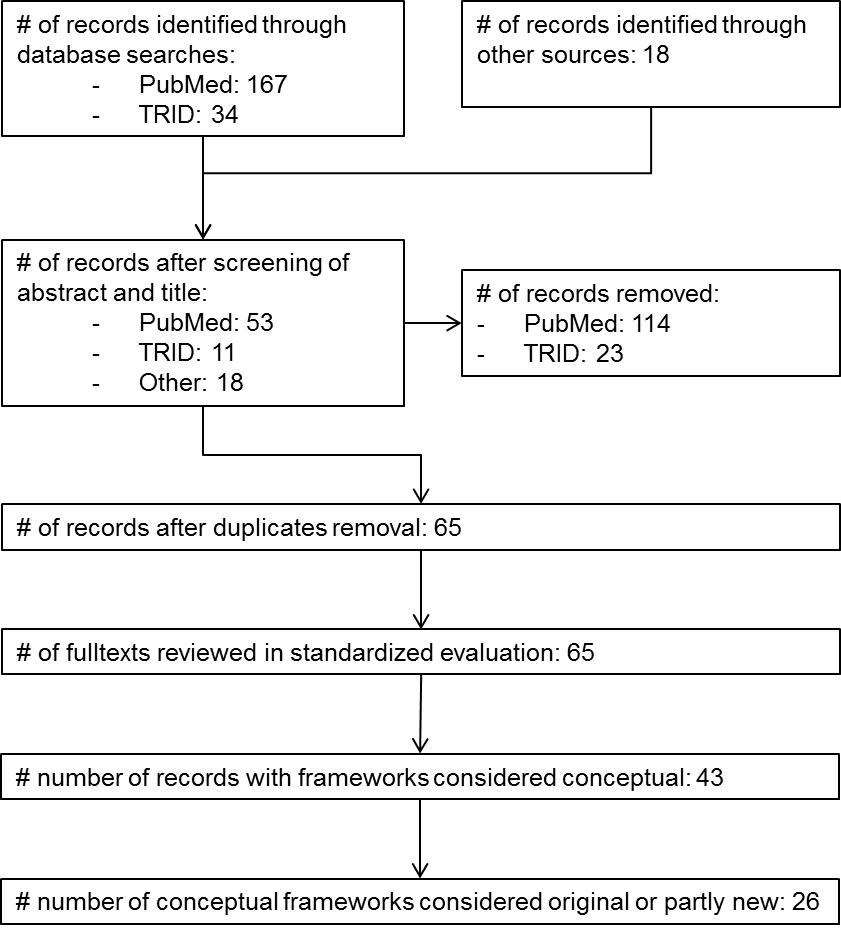 # of records identified through
database searches:
- PubMed: 167
- TRID: 34
# of records identified through
other sources: 18
# of records after screening of
abstract and title:
- PubMed: 53
- TRID: 11
- Other: 18
# of records removed:
- PubMed: 114
- TRID: 23
# of records after duplicates removal: 65
# of fulltexts reviewed in standardized evaluation: 65
# number of records with frameworks considered conceptual: 43
# number of conceptual frameworks considered original or partly new: 26